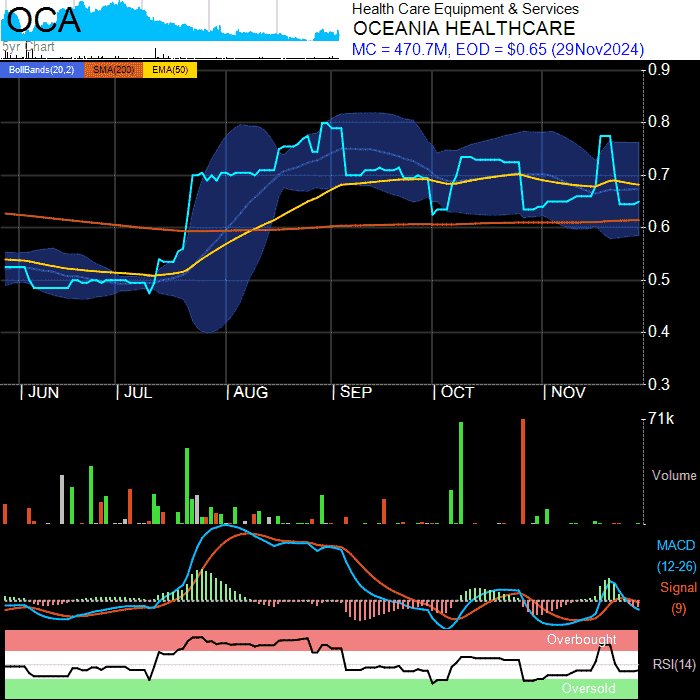 OCA
5yr Chart
Health Care Equipment & Services
OCEANIA HEALTHCARE
MC = 470.7M, EOD = $0.65 (29Nov2024)
BollBands(20,2) SMA(200) EMA(50)
0.9
0.8
0.7
0.6
0.5
0.4
0.3
JUN JUL AUG SEP OCT NOV
71k
Volume
MACD
(12-26)
Signal
(9)
Overbought
RSI(14)
Oversold